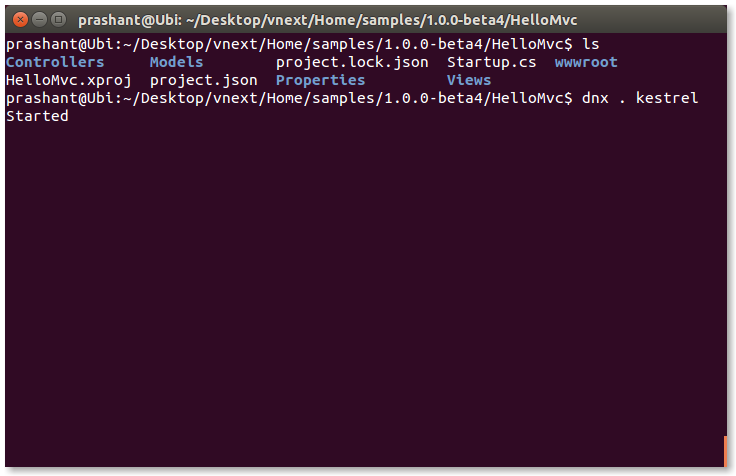 prashant@Ubi: ~/Desktop/vnext/Home/samples/1.0.0-beta4/HelloMvc
prashant@Ubi:~/Desktop/vnext/Home/samples/1.0.0-beta4/HelloMvc$ ls
Controllers     Models        project.lock.json  Startup.cs  wwwroot
HelloMvc.xproj  project.json  Properties         Views
prashant@Ubi:~/Desktop/vnext/Home/samples/1.0.0-beta4/HelloMvc$ dnx . kestrel
Started